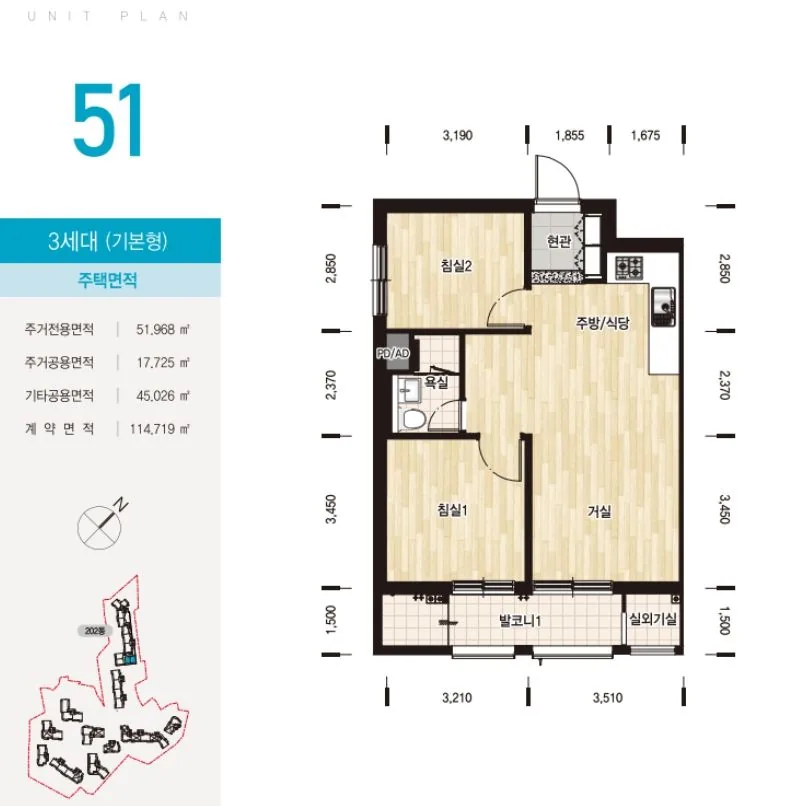 UNIT PLAN
51
3세대 (기본형)
주택면적
주거전용면적 51.968 ㎡
주거공용면적 17.725 ㎡
기타공용면적 45.026 ㎡
계 약 면 적 114.719 ㎡
N
202동
3,190 1,855 1,675
2,850 2,850
현관
침실2
주방/식당
PD/AD
욕실
2,370 2,370
3,450 3,450
침실1
거실
1,500 1,500
발코니1
실외기실
3,210 3,510